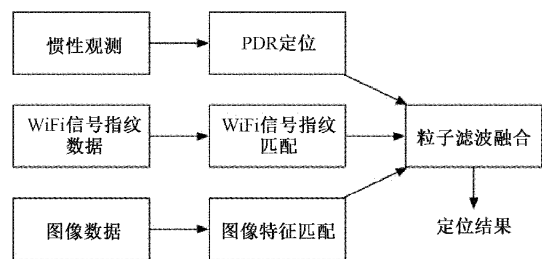 惯性观测
PDR定位
WiFi信号指纹
数据
WiFi信号指纹
匹配
粒子滤波融合
图像数据
图像特征匹配
定位结果